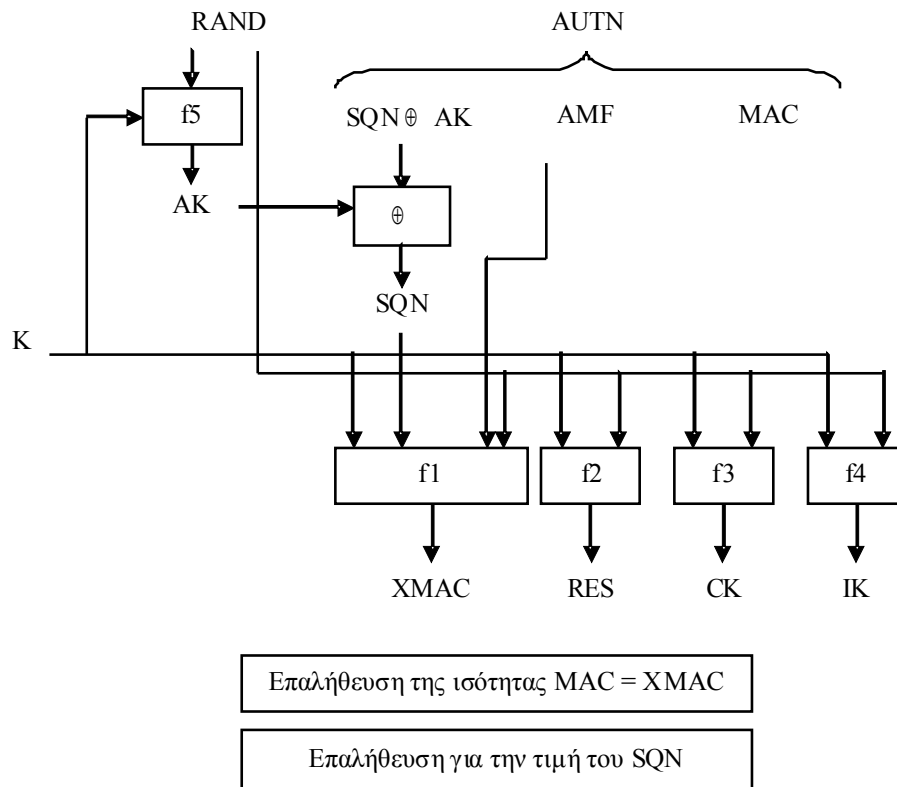 RAND AUTN
f5
SQN ⊕ AK AMF MAC
AK
⊕
SQN
K
f1 f2 f3 f4
XMAC RES CK IK
Επαλήθευση της ισότητας MAC = XMAC
Επαλήθευση για την τιμή του SQN